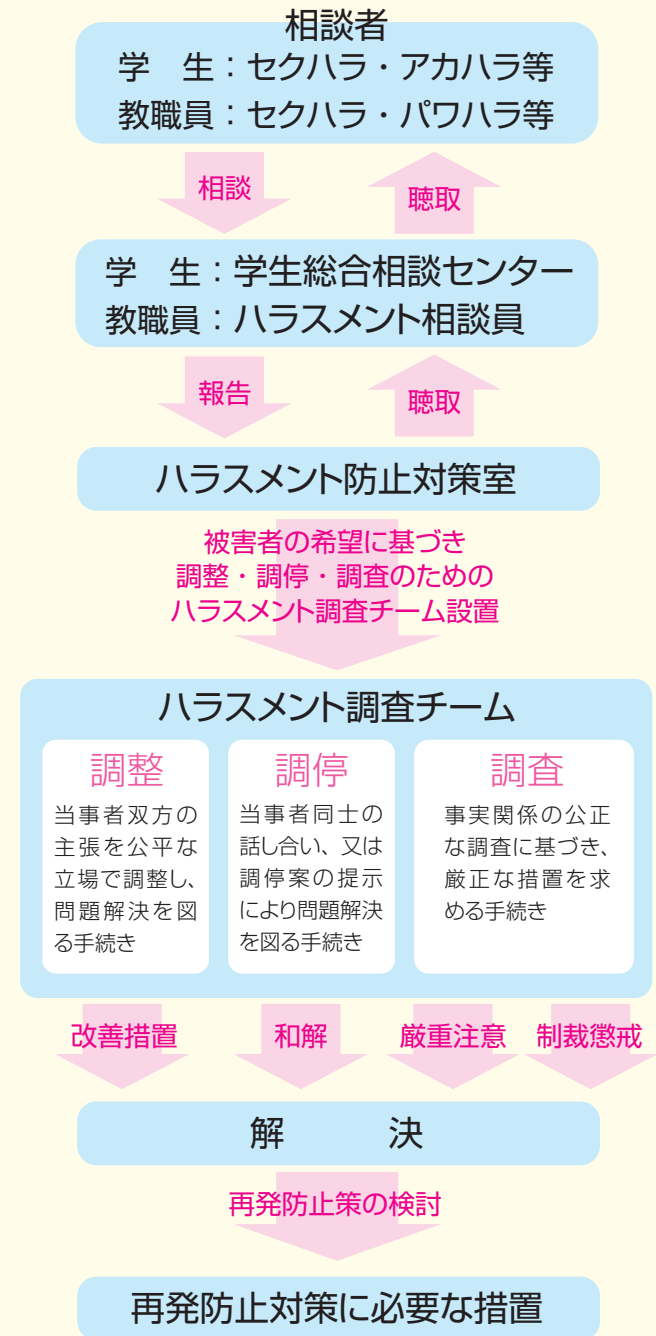 相談者
学　生：セクハラ・アカハラ等
教職員：セクハラ・パワハラ等
相談
聴取
学　生：学生総合相談センター
教職員：ハラスメント相談員
報告
聴取
ハラスメント防止対策室
被害者の希望に基づき
調整・調停・調査のための
ハラスメント調査チーム設置
ハラスメント調査チーム
調整
当事者双方の
主張を公平な
立場で調整し、
問題解決を図
る手続き
調停
当事者同士の
話し合い、又は
調停案の提示
により問題解決
を図る手続き
調査
事実関係の公正
な調査に基づき、
厳正な措置を求
める手続き
改善措置
和解
厳重注意
制裁懲戒
解　決
再発防止策の検討
再発防止対策に必要な措置